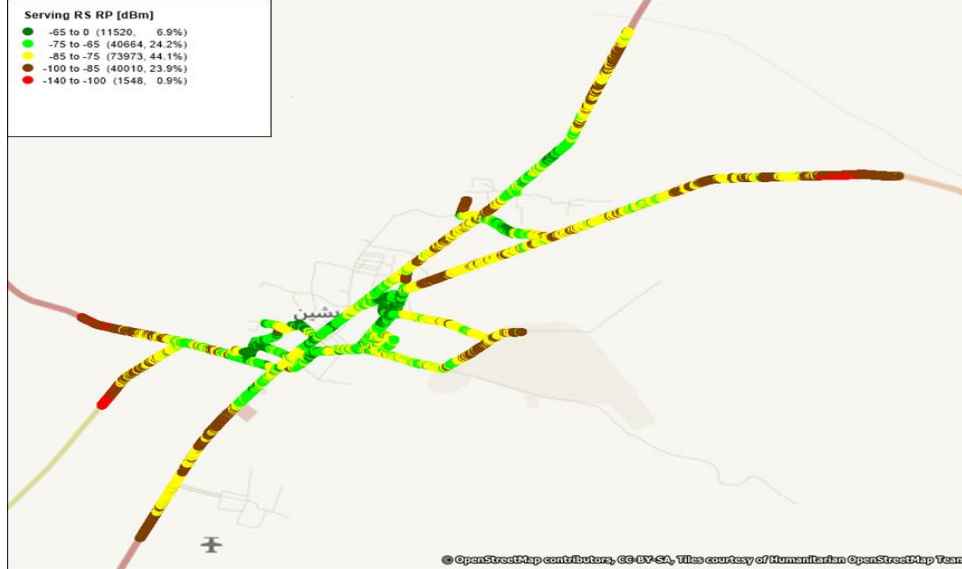 Serving RS RP [dBm]
-65 to 0 (11520, 6.9%)
-75 to -65 (40664, 24.2%)
-85 to -75 (73973, 44.1%)
-100 to -85 (40010, 23.9%)
-140 to -100 (1548, 0.9%)
© OpenStreetMap contributors, CC-BY-SA, Tiles courtesy of Humanitarian OpenStreetMap Team